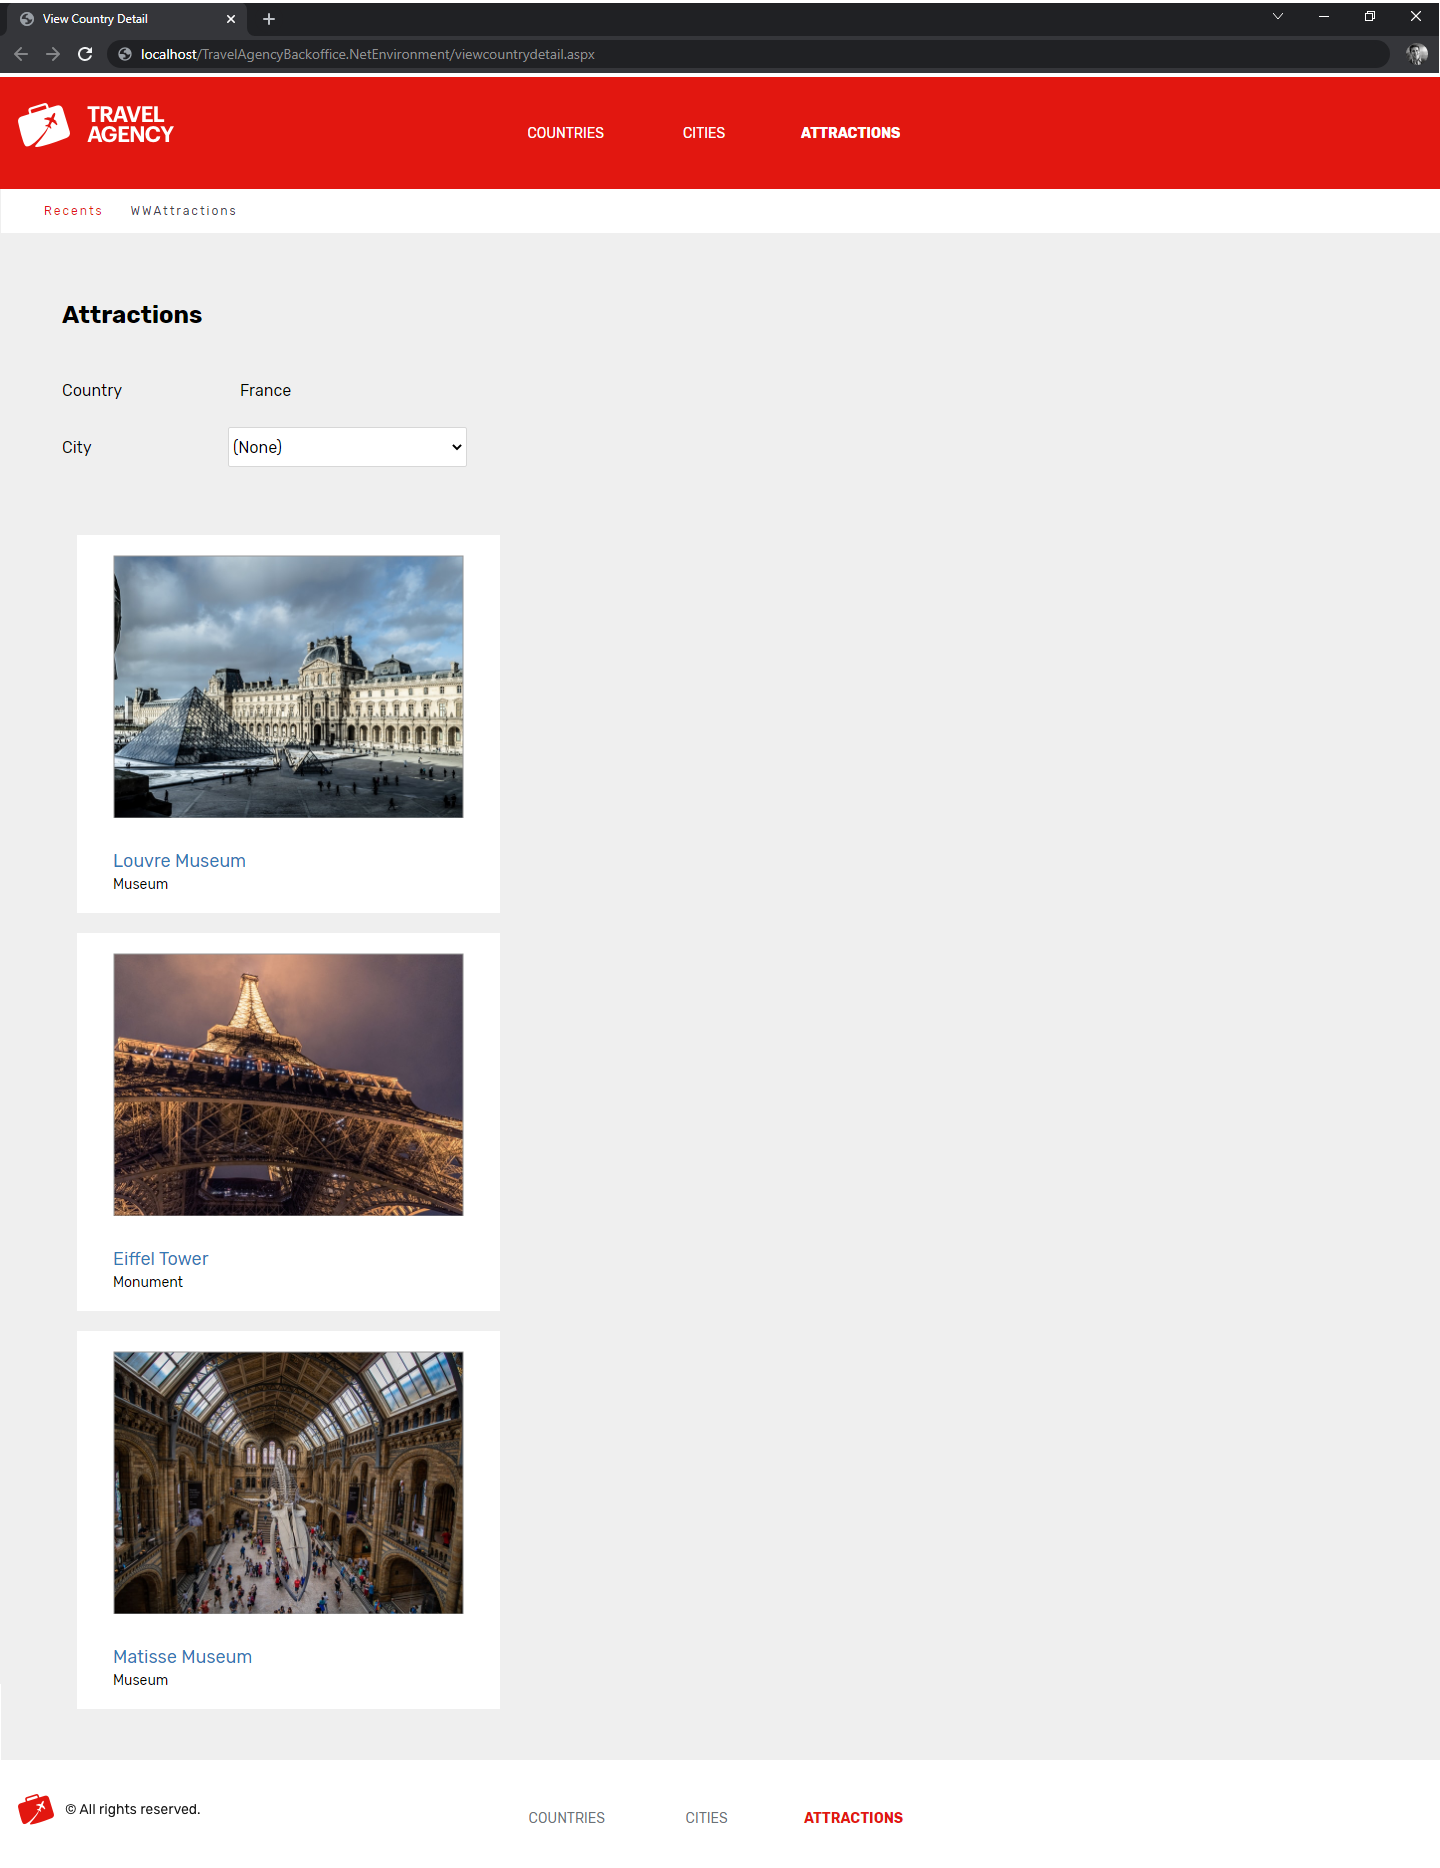 View Country Detail
localhost/TravelAgencyBackoffice.NetEnvironment/viewcountrydetail.aspx
TRAVEL
AGENCY
COUNTRIES CITIES ATTRACTIONS
Recents WWAttractions
Attractions
Country France
City (None)
Louvre Museum
Museum
Eiffel Tower
Monument
Matisse Museum
Museum
© All rights reserved.
COUNTRIES CITIES ATTRACTIONS